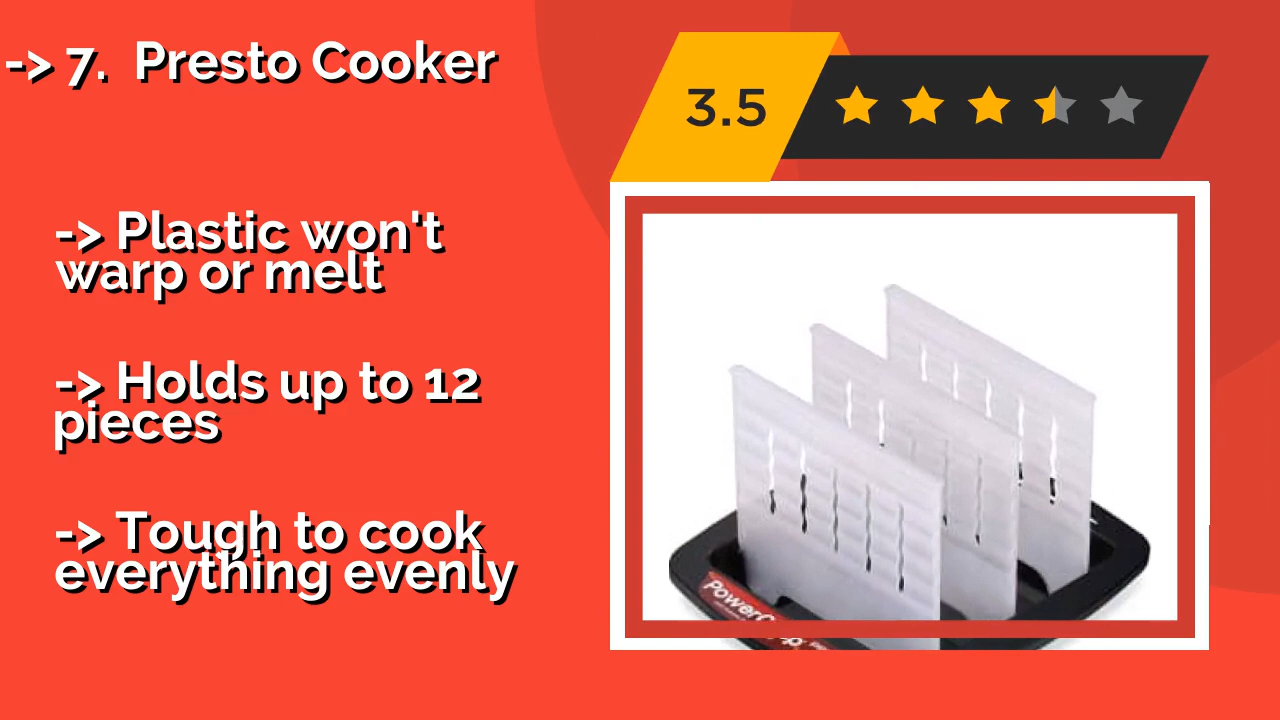 -> 7. Presto Cooker
3.5
-> Plastic won't
warp or melt
-> Holds up to 12
pieces
-> Tough to cook
everything evenly